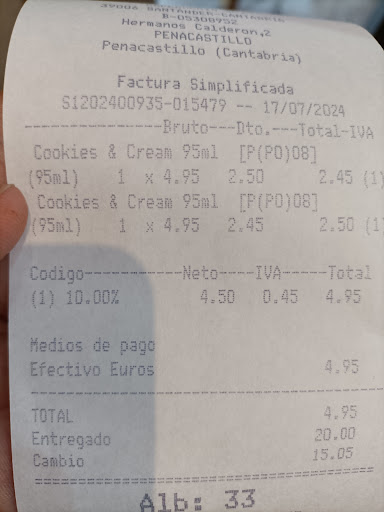 39006 SANTANDER-CANTABRIA
B-05308952
Hermanos Calderon,2
PENACASTILLO
Penacastillo (Cantabria)
Factura Simplificada
S1202400935-015479 -- 17/07/2024
---------------Bruto---Dto.---Total-IVA
Cookies & Cream 95ml [P(PO)08]
(95ml) 1 x 4.95 2.50 2.45 (1)
Cookies & Cream 95ml [P(PO)08]
(95ml) 1 x 4.95 2.45 2.50 (1)
Codigo-----------Neto----IVA-----Total
(1) 10.00% 4.50 0.45 4.95
Medios de pago
Efectivo Euros 4.95
TOTAL 4.95
Entregado 20.00
Cambio 15.05
Alb: 33